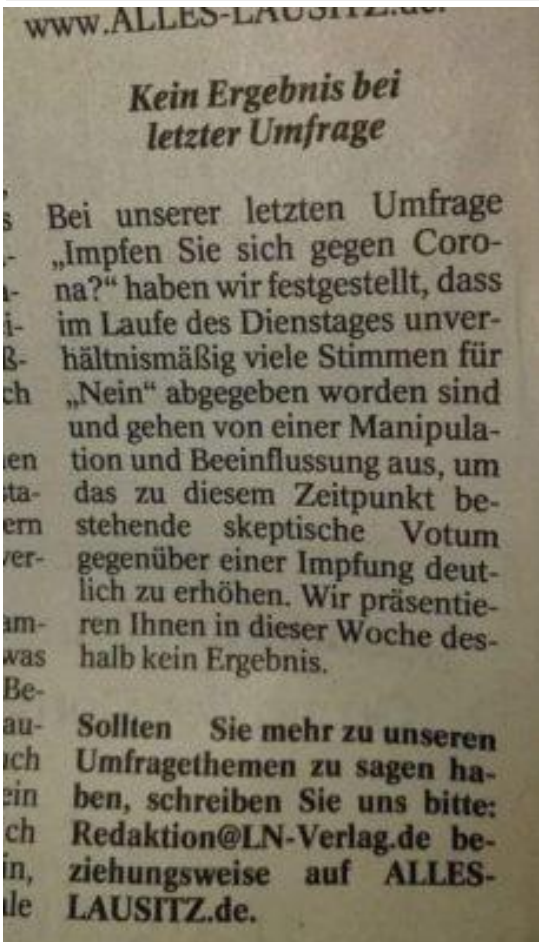 www.ALLES-LAUSITZ.de.
Kein Ergebnis bei
letzter Umfrage
Bei unserer letzten Umfrage
„Impfen Sie sich gegen Coro-
na?“ haben wir festgestellt, dass
im Laufe des Dienstages unver-
hältnismäßig viele Stimmen für
„Nein“ abgegeben worden sind
und gehen von einer Manipula-
tion und Beeinflussung aus, um
das zu diesem Zeitpunkt be-
stehende skeptische Votum
gegenüber einer Impfung deut-
lich zu erhöhen. Wir präsentie-
ren Ihnen in dieser Woche des-
halb kein Ergebnis.
Sollten Sie mehr zu unseren
Umfragethemen zu sagen ha-
ben, schreiben Sie uns bitte:
Redaktion@LN-Verlag.de be-
ziehungsweise auf ALLES-
LAUSITZ.de.